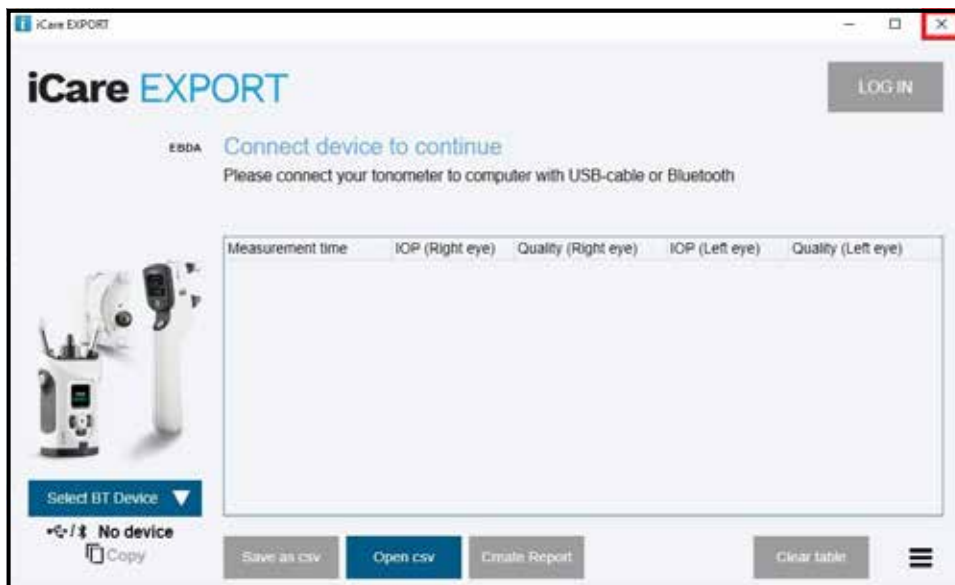 iCare EXPORT
iCare EXPORT
LOG IN
EBDA
Connect device to continue
Please connect your tonometer to computer with USB-cable or Bluetooth
Measurement time IOP (Right eye) Quality (Right eye) IOP (Left eye) Quality (Left eye)
Select BT Device
No device
Copy
Save as csv Open csv Create Report Clear table